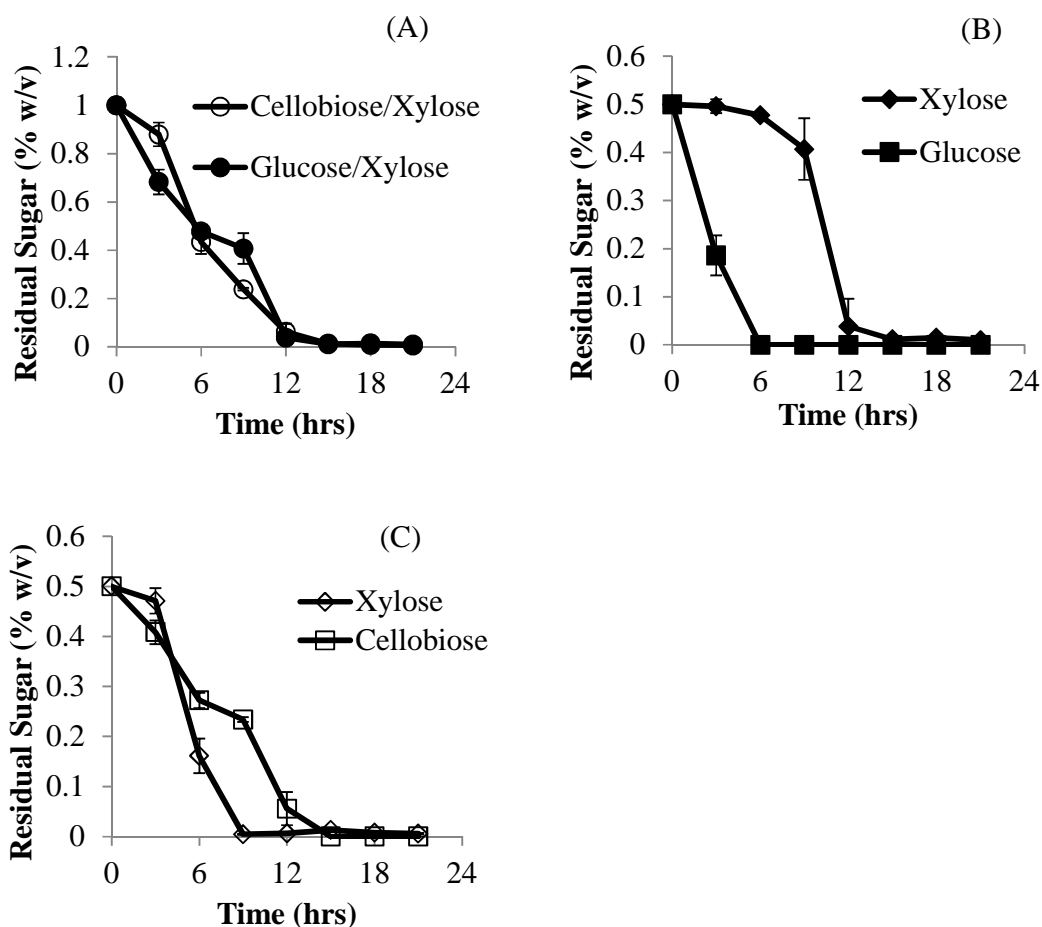 (A)
Residual Sugar (% w/v)
1.2
1
0.8
0.6
0.4
0.2
0
Cellobiose/Xylose
Glucose/Xylose
0 6 12 18 24
Time (hrs)
(B)
Residual Sugar (% w/v)
0.6
0.5
0.4
0.3
0.2
0.1
0
Xylose
Glucose
0 6 12 18 24
Time (hrs)
(C)
Residual Sugar (% w/v)
0.6
0.5
0.4
0.3
0.2
0.1
0
Xylose
Cellobiose
0 6 12 18 24
Time (hrs)